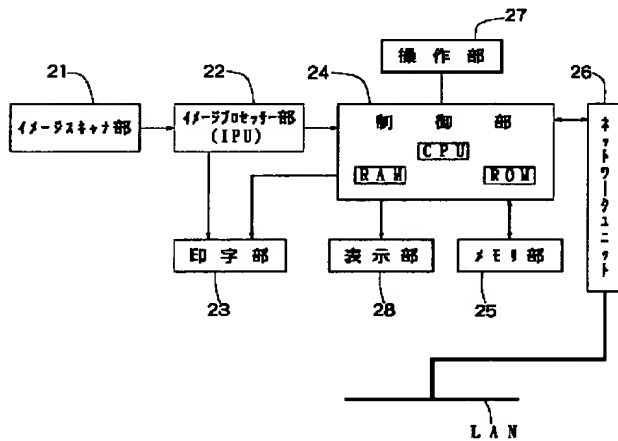 27
操作部
21
22
24
26
イメージスキャナ部
イメージプロセッサー部
(IPU)
制御部
CPU
RAM
ROM
ネットワークユニット
印字部
表示部
メモリ部
23
28
25
LAN